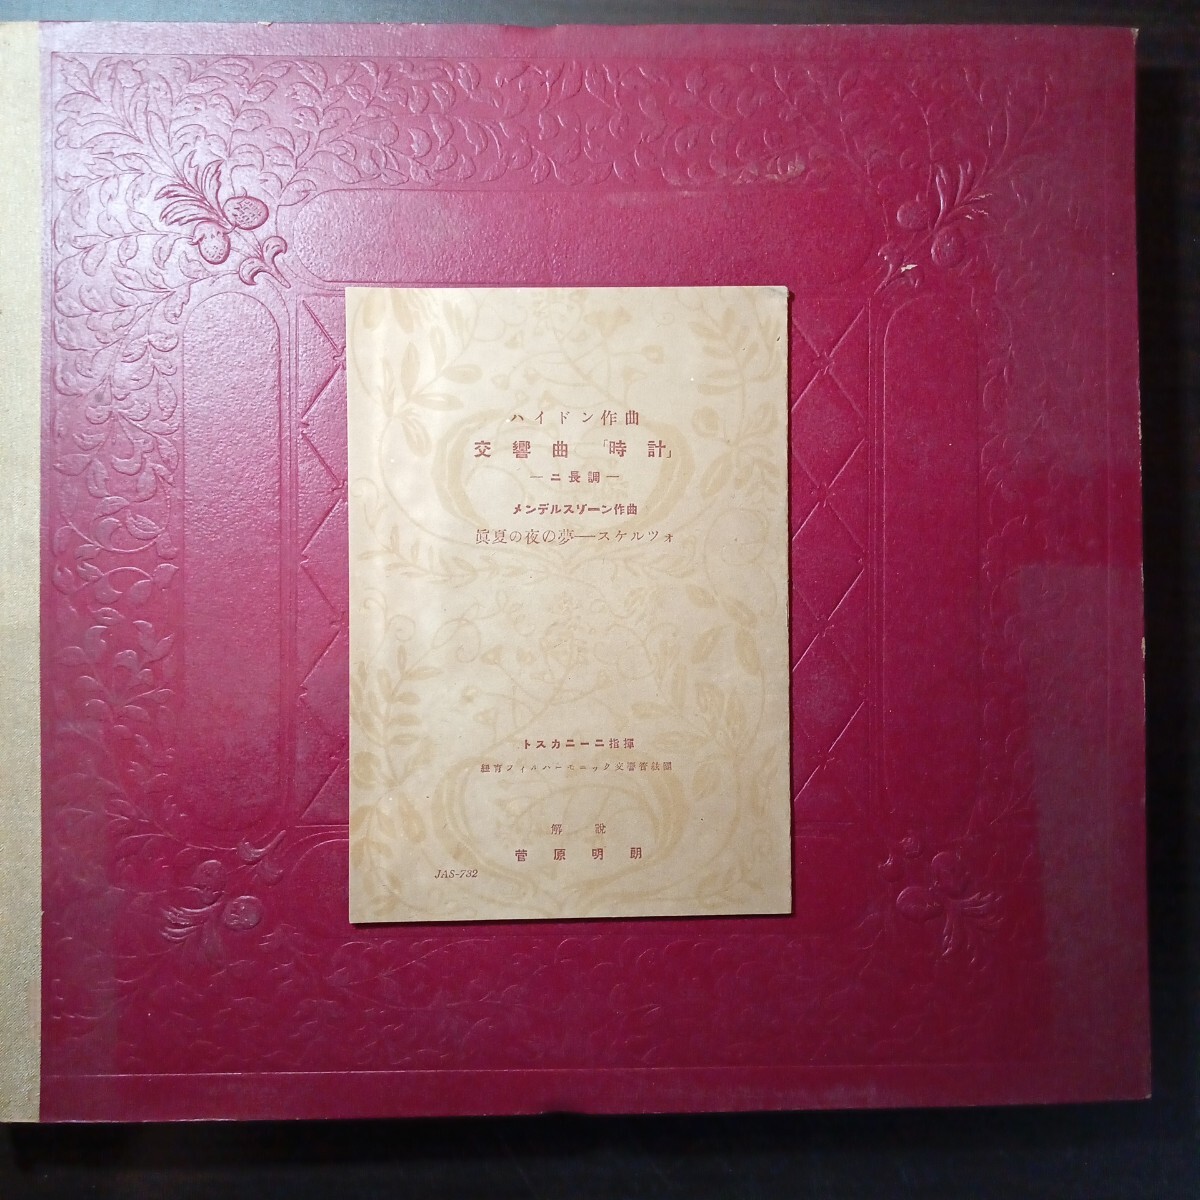 ハイドン作曲
交響曲「時計」
―ニ長調―
メンデルスゾーン作曲
眞夏の夜の夢――スケルツォ
トスカニーニ指揮
紐育フィルハーモニック交響管絃團
解說
菅原明朗
JAS-732